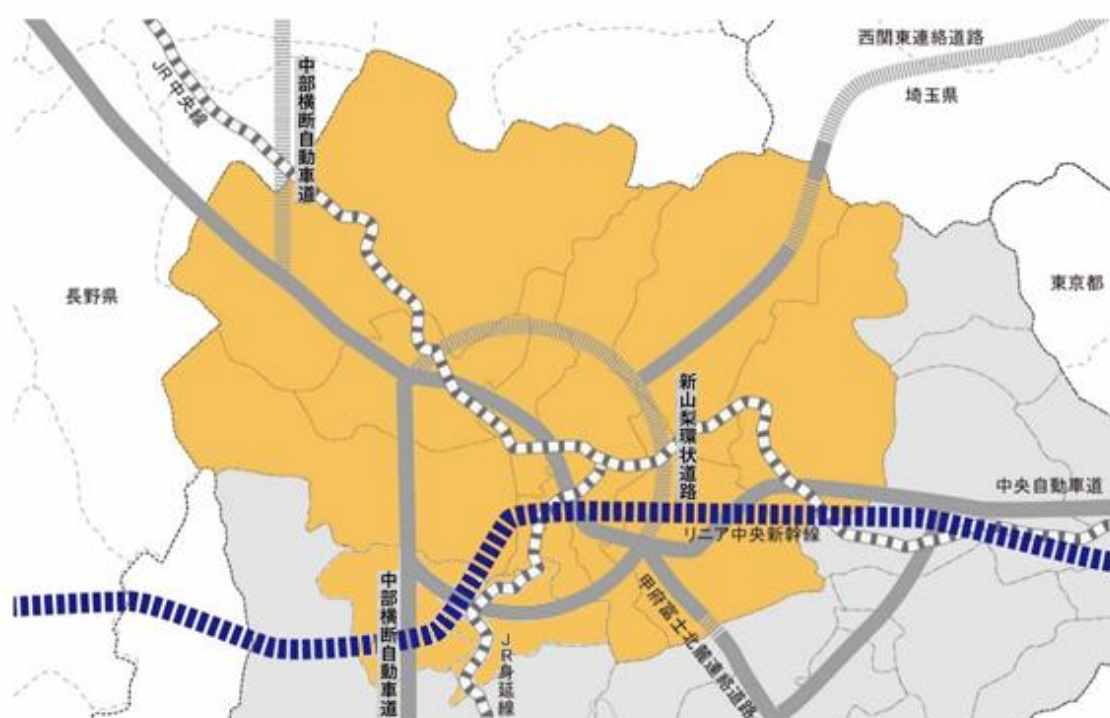 西関東連絡道路
埼玉県
中部横断自動車道
JR中央線
長野県
東京都
新山梨環状道路
中央自動車道
リニア中央新幹線
中部横断自動車道
JR身延線
甲府富士北麓連絡道路